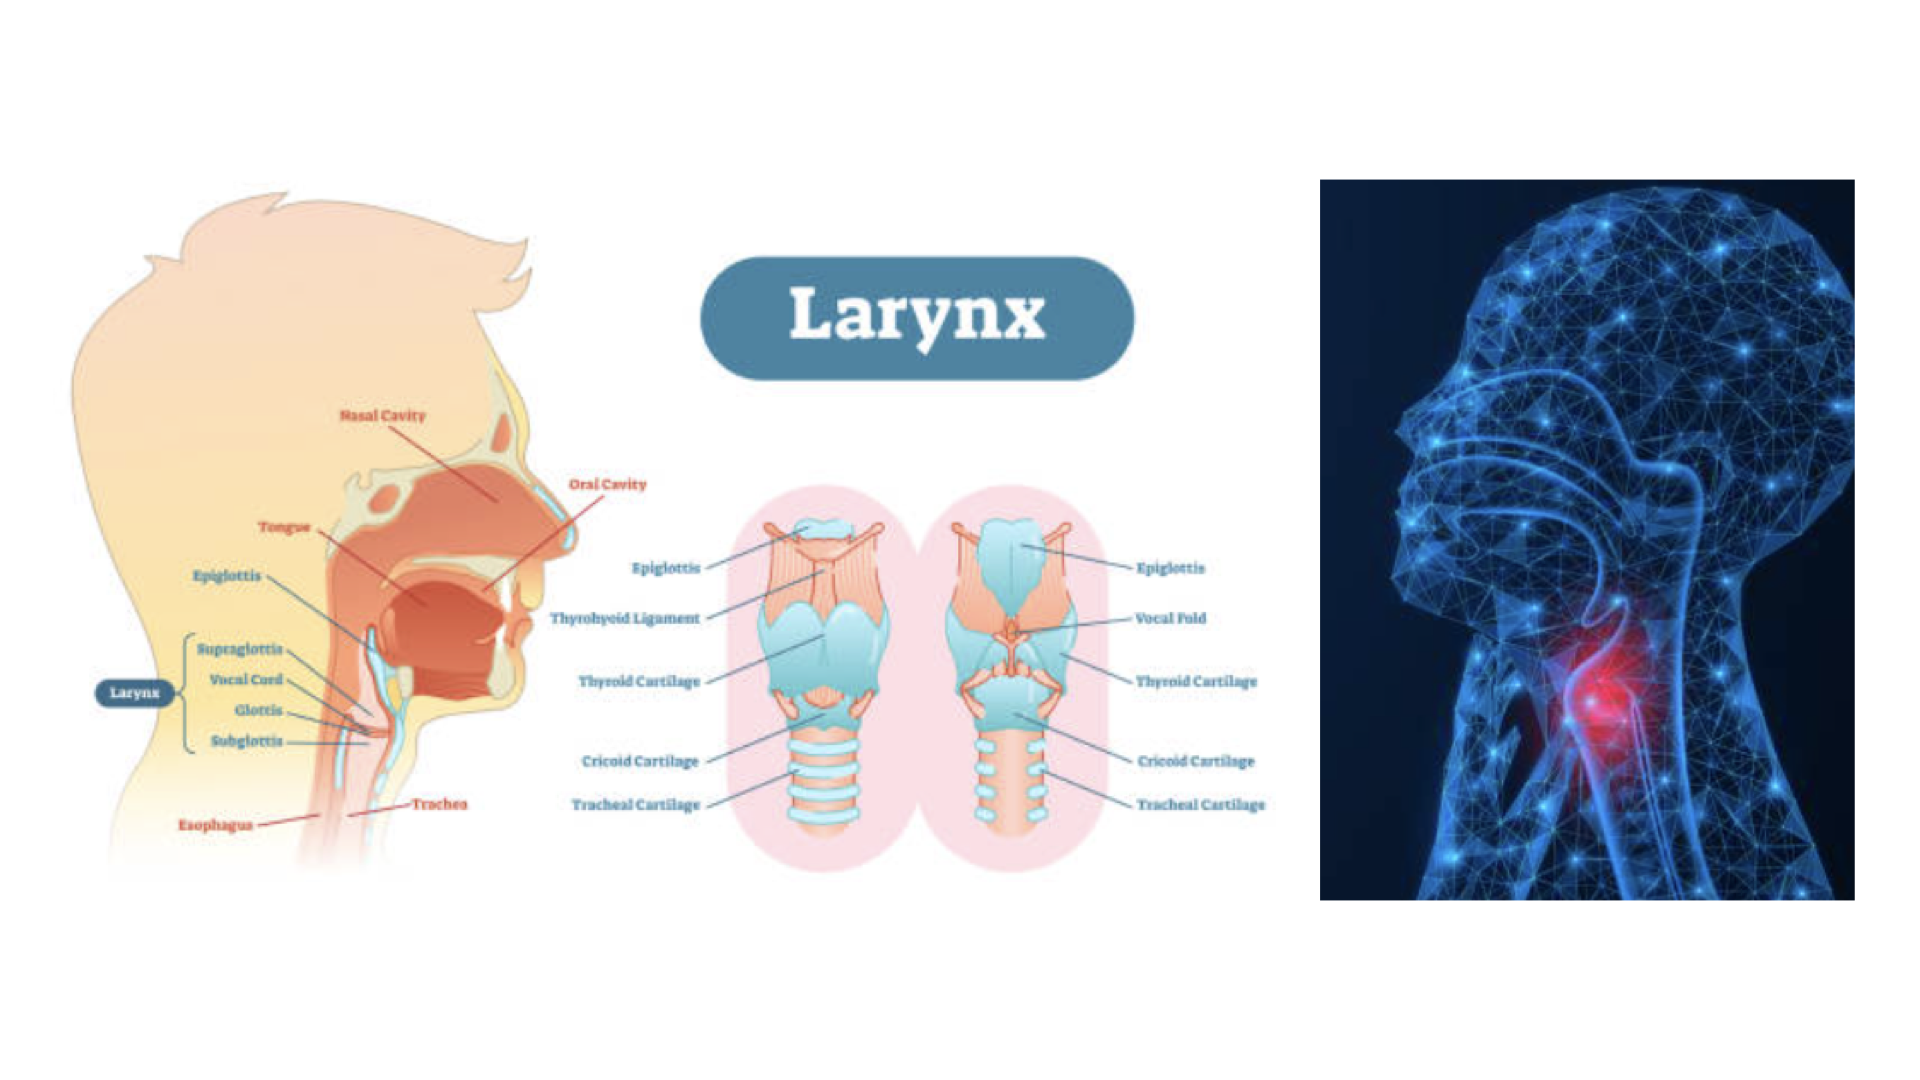 Larynx
Nasal Cavity
Oral Cavity
Tongue
Epiglottis
Larynx
Supraglottis
Vocal Cord
Glottis
Subglottis
Trachea
Esophagus
Epiglottis
Thyrohyoid Ligament
Thyroid Cartilage
Cricoid Cartilage
Tracheal Cartilage
Epiglottis
Vocal Fold
Thyroid Cartilage
Cricoid Cartilage
Tracheal Cartilage